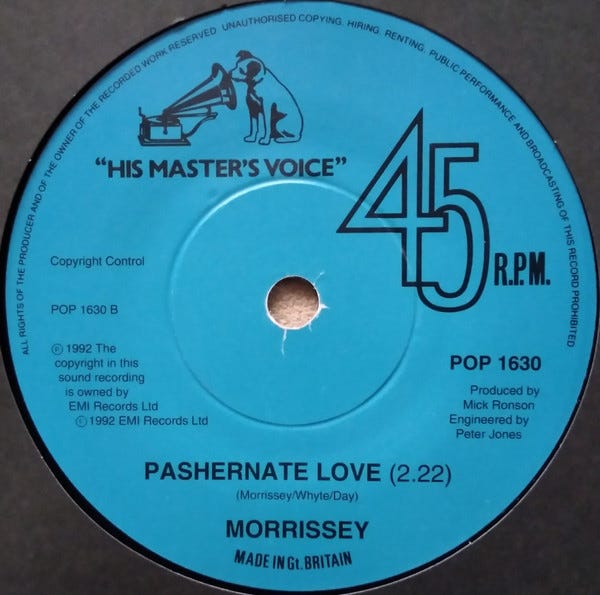 ALL RIGHTS OF THE PRODUCER AND OF THE OWNER OF THE RECORDED WORK RESERVED UNAUTHORISED COPYING, HIRING, RENTING, PUBLIC PERFORMANCE AND BROADCASTING OF THIS RECORD PROHIBITED
"HIS MASTER'S VOICE"
45
R.P.M.
Copyright Control
POP 1630 B
Ⓟ 1992 The
copyright in this
sound recording
is owned by
EMI Records Ltd
Ⓒ 1992 EMI Records Ltd
POP 1630
Produced by
Mick Ronson
Engineered by
Peter Jones
PASHERNATE LOVE (2.22)
(Morrissey/Whyte/Day)
MORRISSEY
MADE IN Gt. BRITAIN